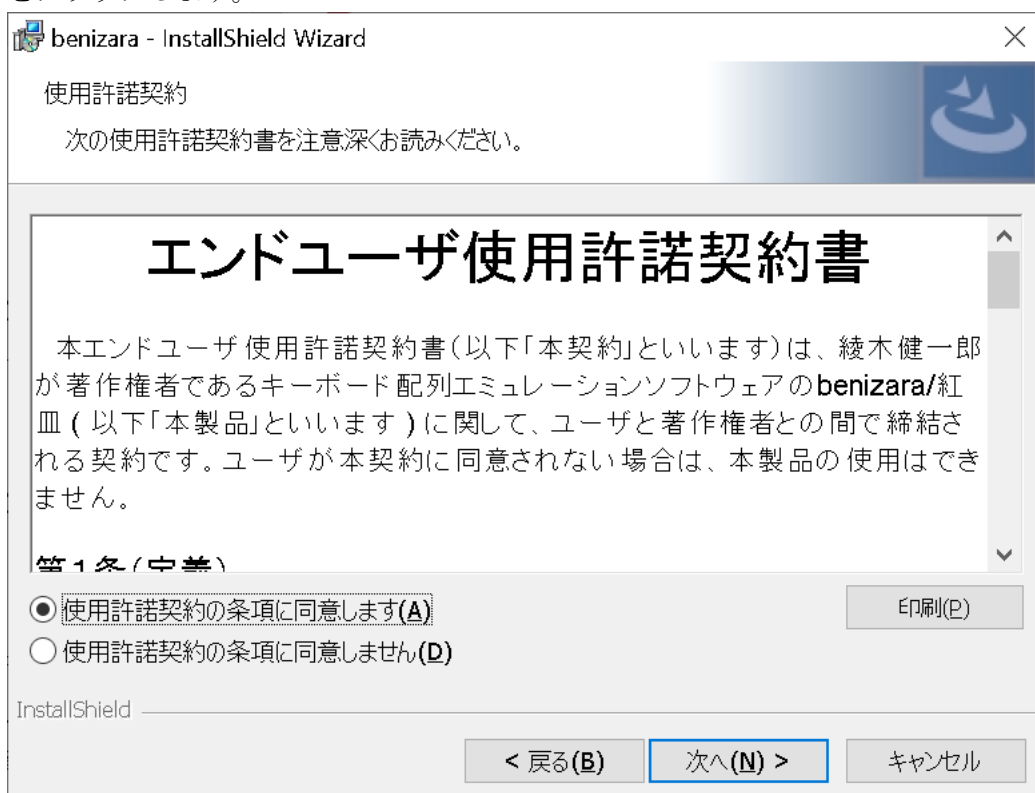 benizara - InstallShield Wizard
使用許諾契約
次の使用許諾契約書を注意深くお読みください。
エンドユーザ使用許諾契約書
本エンドユーザ使用許諾契約書(以下「本契約」といいます)は、綾木健一郎
が著作権者であるキーボード配列エミュレーションソフトウェアのbenizara/紅
皿 ( 以下「本製品」といいます ) に関して、ユーザと著作権者との間で締結さ
れる契約です。ユーザが本契約に同意されない場合は、本製品の使用はでき
ません。
第1条(定義)
使用許諾契約の条項に同意します(A)
印刷(P)
使用許諾契約の条項に同意しません(D)
InstallShield
< 戻る(B)
次へ(N) >
キャンセル